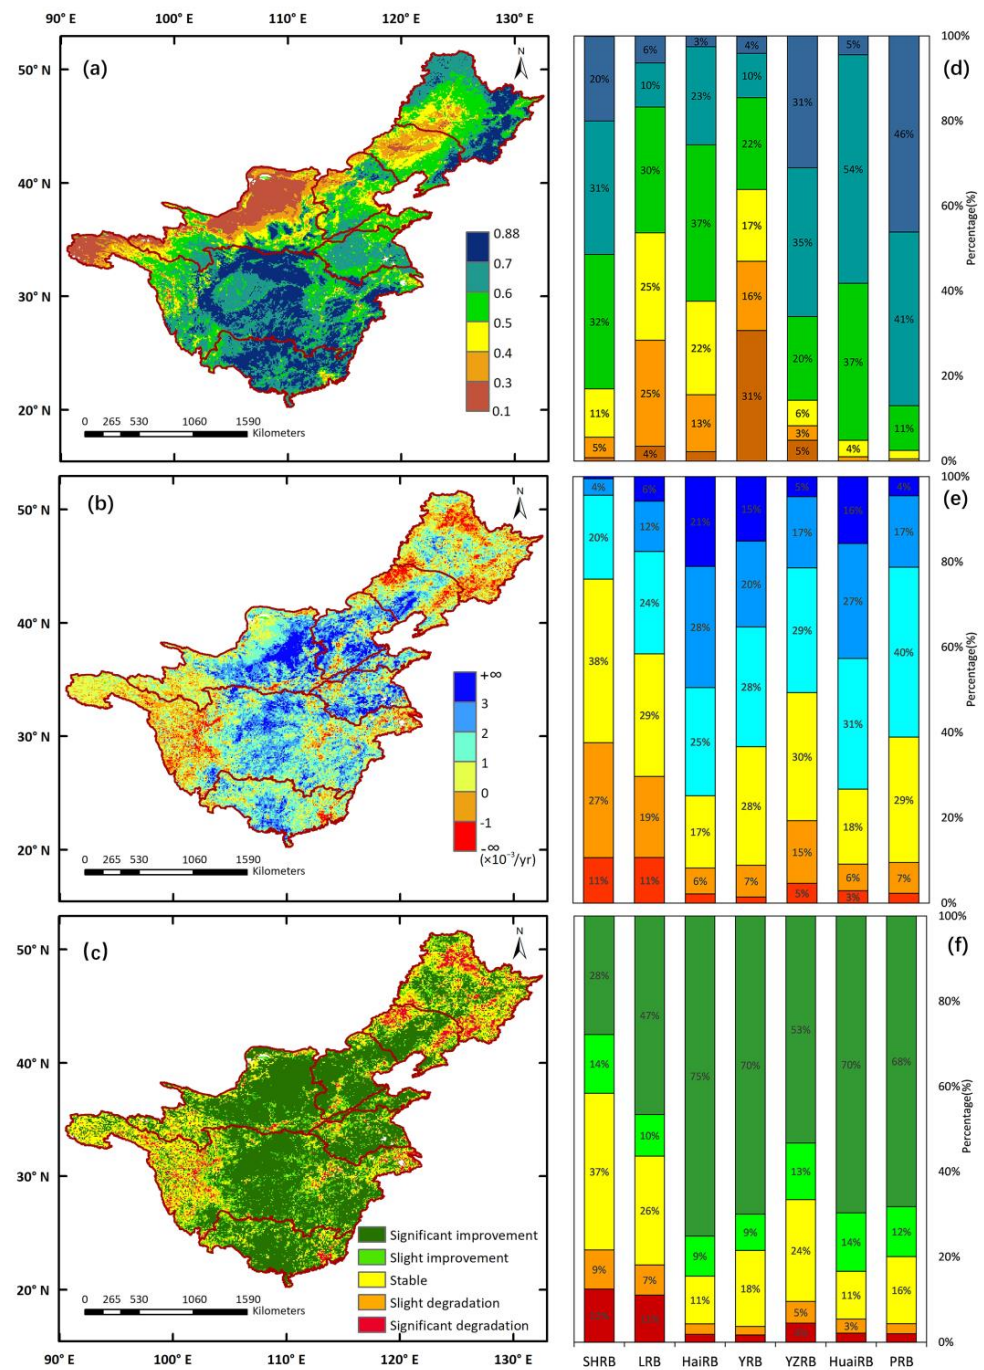 90° E 100° E 110° E 120° E 130° E
(a)
N
50° N
40° N
30° N
20° N
0.88
0.7
0.6
0.5
0.4
0.3
0.1
0 265 530 1060 1590
Kilometers
(d)
100%
80%
60%
40%
20%
0%
Percentage(%)
20% 31% 32% 11% 5%
6% 10% 30% 25% 25% 4%
3% 23% 37% 22% 13%
4% 10% 22% 17% 16% 31%
31% 35% 20% 6% 3% 5%
5% 54% 37% 4%
46% 41% 11%
(b)
N
50° N
40° N
30° N
20° N
+∞
3
2
1
0
-1
-∞
(×10⁻³/yr)
0 265 530 1060 1590
Kilometers
(e)
100%
80%
60%
40%
20%
0%
Percentage(%)
4% 20% 38% 27% 11%
6% 12% 24% 29% 19% 11%
21% 28% 25% 17% 6%
15% 20% 28% 28% 7%
5% 17% 29% 30% 15% 5%
16% 27% 31% 18% 6% 3%
4% 17% 40% 29% 7%
(c)
N
50° N
40° N
30° N
20° N
Significant improvement
Slight improvement
Stable
Slight degradation
Significant degradation
0 265 530 1060 1590
Kilometers
90° E 100° E 110° E 120° E 130° E
(f)
100%
80%
60%
40%
20%
0%
Percentage(%)
28% 14% 37% 9%
47% 10% 26% 7%
75% 9% 11%
70% 9% 18%
53% 13% 24% 5%
70% 14% 11% 3%
68% 12% 16%
SHRB LRB HaiRB YRB YZRB HuaiRB PRB